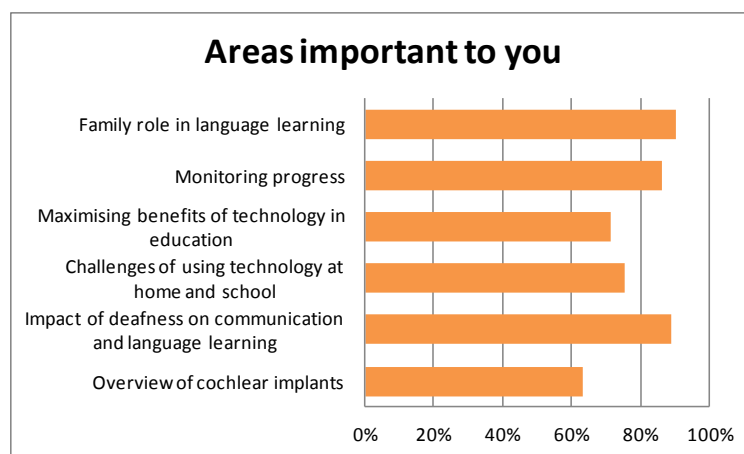 Areas important to you
Family role in language learning
Monitoring progress
Maximising benefits of technology in
education
Challenges of using technology at
home and school
Impact of deafness on communication
and language learning
Overview of cochlear implants
0% 20% 40% 60% 80% 100%